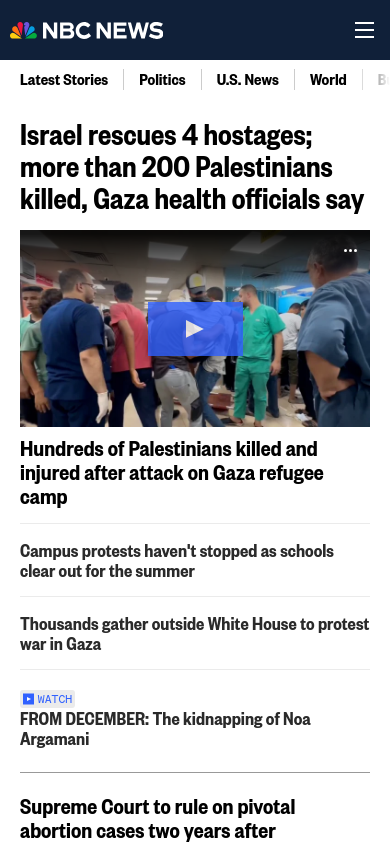 NBC NEWS
Latest Stories
Politics
U.S. News
World
Israel rescues 4 hostages;
more than 200 Palestinians
killed, Gaza health officials say
Hundreds of Palestinians killed and
injured after attack on Gaza refugee
camp
Campus protests haven't stopped as schools
clear out for the summer
Thousands gather outside White House to protest
war in Gaza
WATCH
FROM DECEMBER: The kidnapping of Noa
Argamani
Supreme Court to rule on pivotal
abortion cases two years after